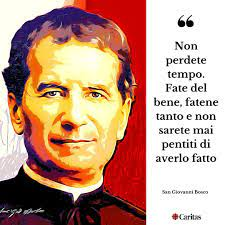 ❝
Non
perdete
tempo.
Fate del
bene, fatene
tanto e non
sarete mai
pentiti di
averlo fatto
San Giovanni Bosco
Caritas